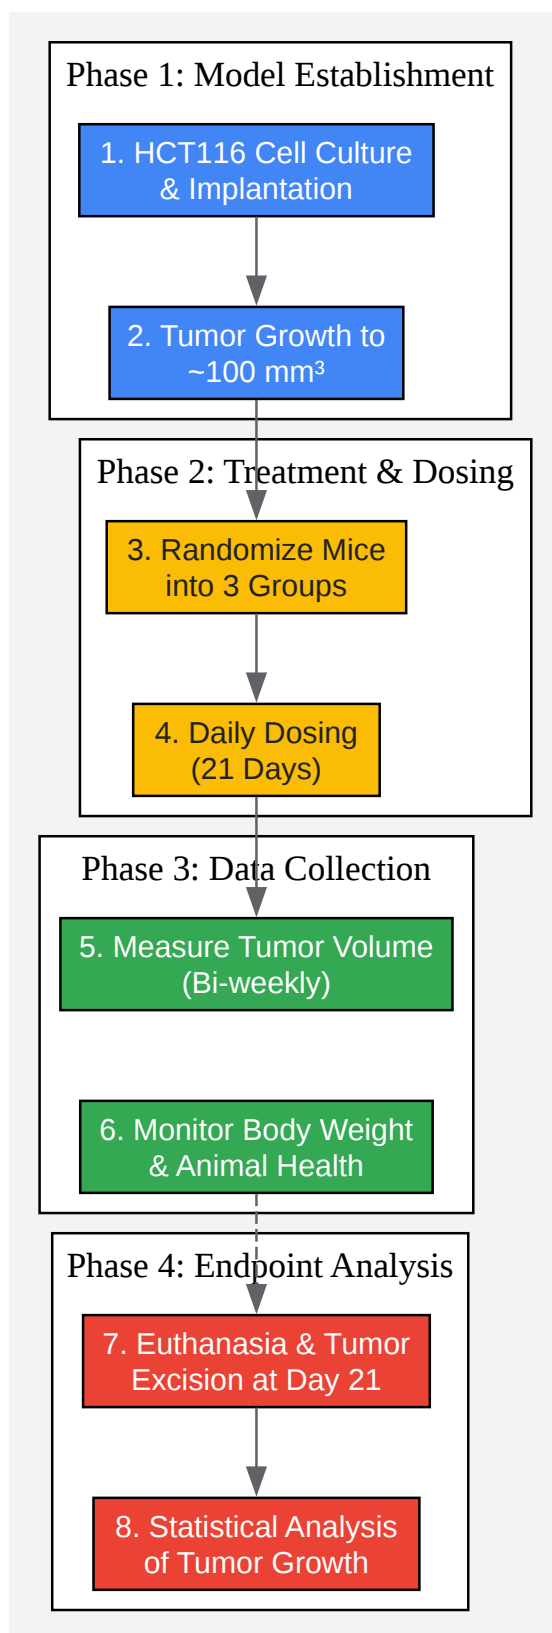 Phase 1: Model Establishment
1. HCT116 Cell Culture
& Implantation
2. Tumor Growth to
~100 mm³
Phase 2: Treatment & Dosing
3. Randomize Mice
into 3 Groups
4. Daily Dosing
(21 Days)
Phase 3: Data Collection
5. Measure Tumor Volume
(Bi-weekly)
6. Monitor Body Weight
& Animal Health
Phase 4: Endpoint Analysis
7. Euthanasia & Tumor
Excision at Day 21
8. Statistical Analysis
of Tumor Growth